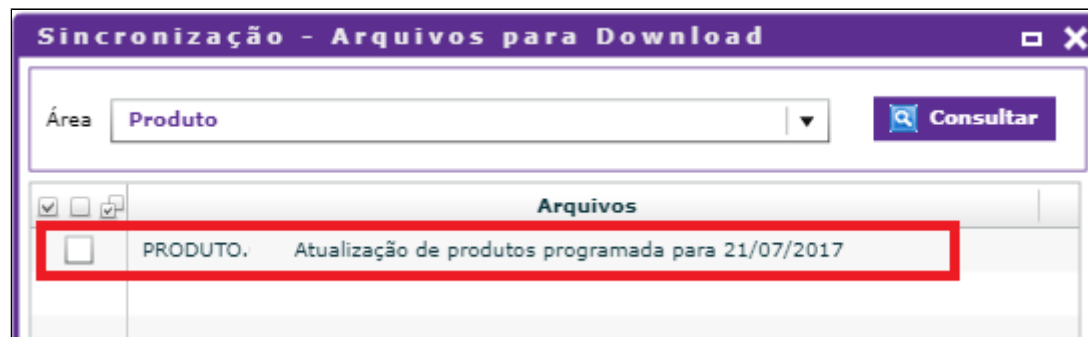 Sincronização - Arquivos para Download
Área Produto Consultar
Arquivos
PRODUTO. Atualização de produtos programada para 21/07/2017